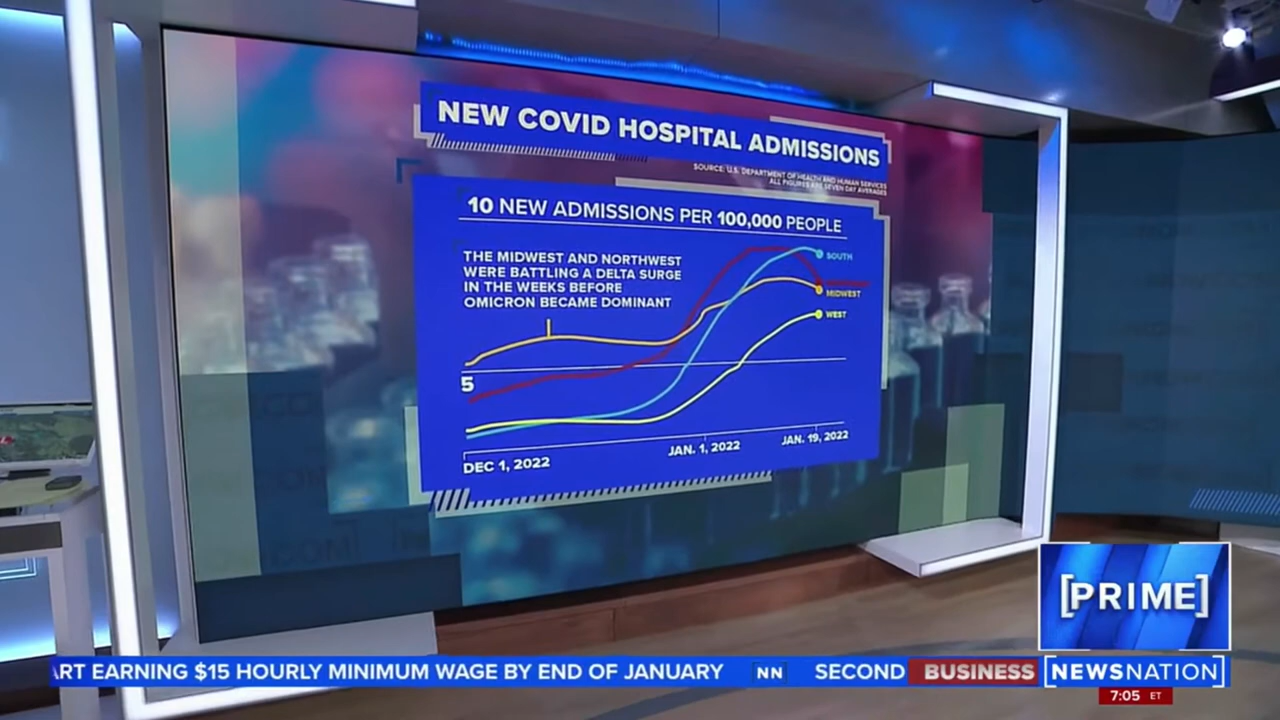 NEW COVID HOSPITAL ADMISSIONS
SOURCE: U.S. DEPARTMENT OF HEALTH AND HUMAN SERVICES
ALL FIGURES ARE SEVEN DAY AVERAGES
10 NEW ADMISSIONS PER 100,000 PEOPLE
THE MIDWEST AND NORTHWEST
WERE BATTLING A DELTA SURGE
IN THE WEEKS BEFORE
OMICRON BECAME DOMINANT
SOUTH
MIDWEST
WEST
5
DEC 1, 2022
JAN. 1, 2022
JAN. 19, 2022
[PRIME]
ART EARNING $15 HOURLY MINIMUM WAGE BY END OF JANUARY NN SECOND BUSINESS NEWSNATION
7:05 ET